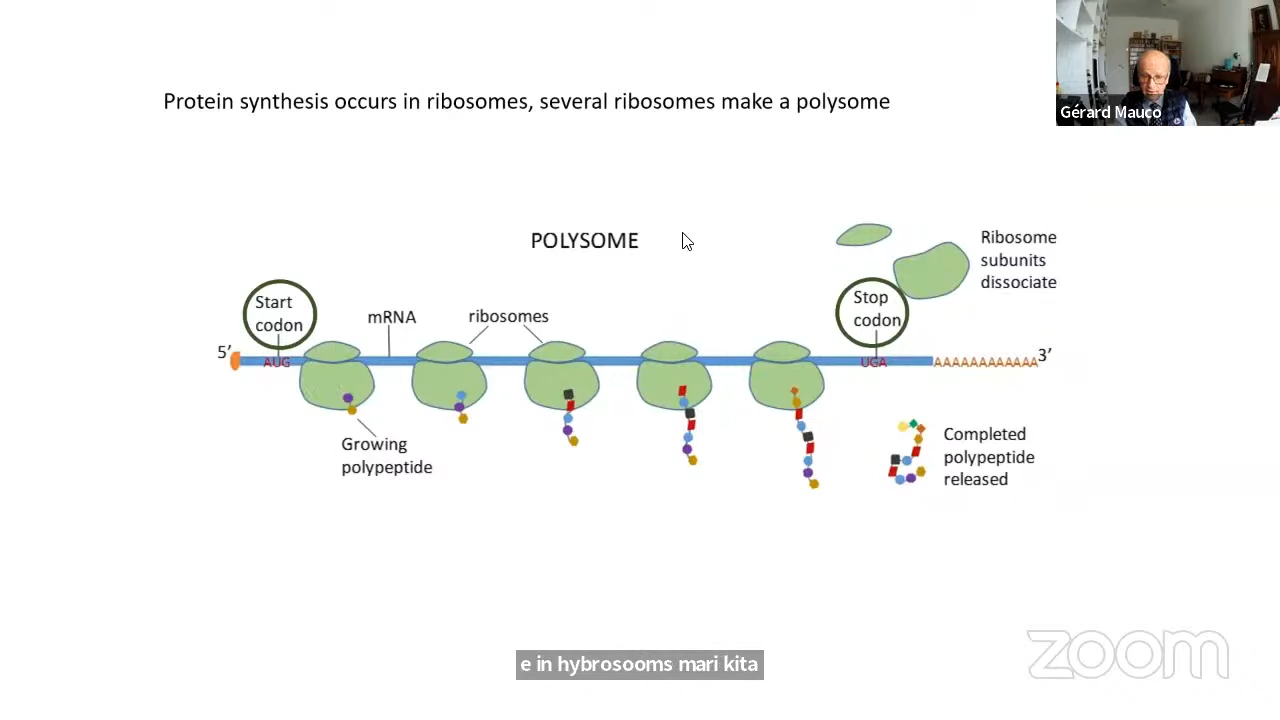 Protein synthesis occurs in ribosomes, several ribosomes make a polysome
Gérard Mauco
POLYSOME
Ribosome
subunits
dissociate
Start
codon
mRNA
ribosomes
Stop
codon
5’
AUG
UGA
AAAAAAAAAAAA
3’
Growing
polypeptide
Completed
polypeptide
released
e in hybrosooms mari kita
zoom